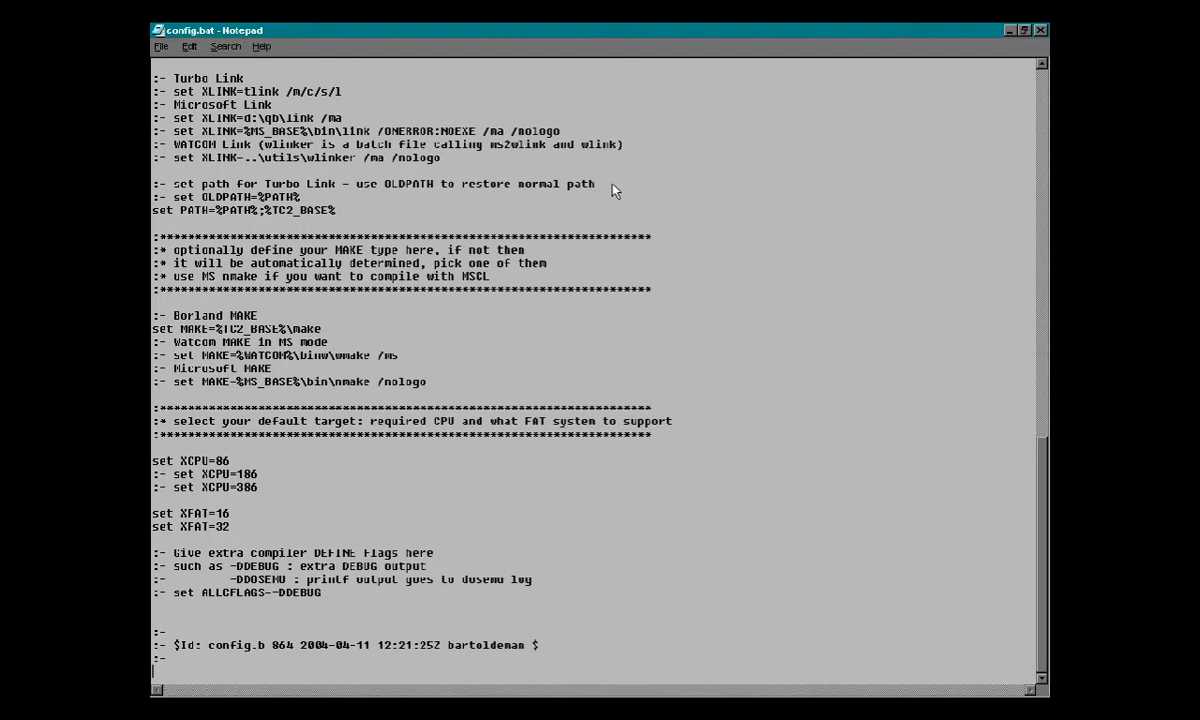 config.bat - Notepad
File Edit Search Help
:- Turbo Link
:- set XLINK=tlink /m/c/s/l
:- Microsoft Link
:- set XLINK=d:\qb\link /ma
:- set XLINK=%MS_BASE%\bin\link /ONERROR:NOEXE /ma /nologo
:- WATCOM Link (wlinker is a batch file calling ms2wlink and wlink)
:- set XLINK=..\utils\wlinker /ma /nologo
:- set path for Turbo Link - use OLDPATH to restore normal path
:- set OLDPATH=%PATH%
set PATH=%PATH%;%TC2_BASE%
:***********************************************************************
:* optionally define your MAKE type here, if not then
:* it will be automatically determined, pick one of them
:* use MS nmake if you want to compile with MSCL
:***********************************************************************
:- Borland MAKE
set MAKE=%TC2_BASE%\make
:- Watcom MAKE in MS mode
:- set MAKE=%WATCOM%\binw\wmake /ms
:- Microsoft MAKE
:- set MAKE=%MS_BASE%\bin\nmake /nologo
:***********************************************************************
:* select your default target: required CPU and what FAT system to support
:***********************************************************************
set XCPU=86
:- set XCPU=186
:- set XCPU=386
set XFAT=16
set XFAT=32
:- Give extra compiler DEFINE flags here
:- such as -DDEBUG : extra DEBUG output
:- -DDOSEMU : printf output goes to dosemu log
:- set ALLCFLAGS=-DDEBUG
:-
:- $Id: config.b 864 2004-04-11 12:21:25Z bartoldeman $
:-